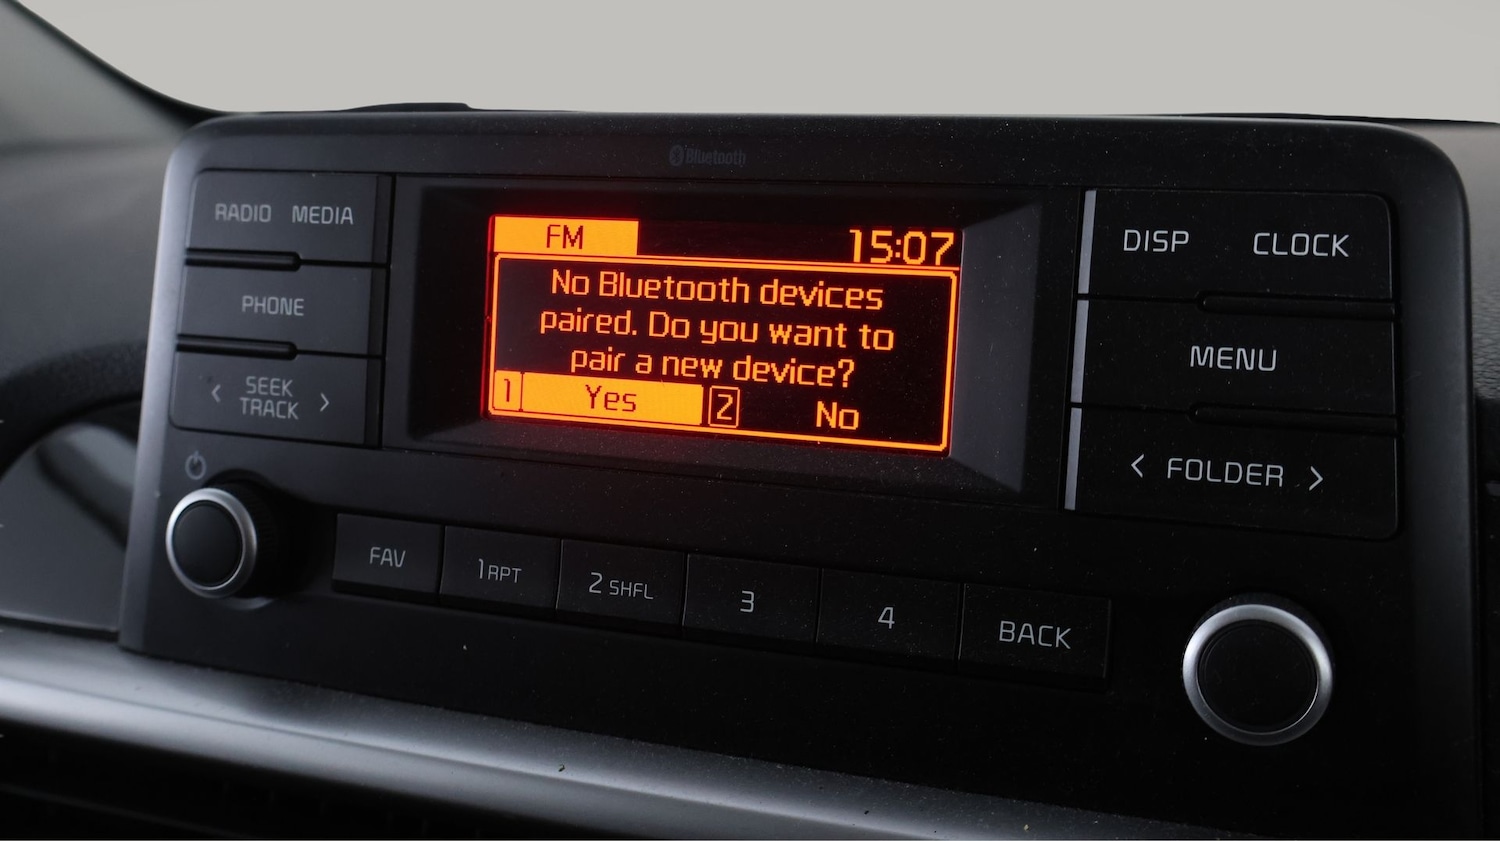 Bluetooth
RADIO MEDIA
PHONE
< SEEK TRACK >
FM
15:07
No Bluetooth devices
paired. Do you want to
pair a new device?
1 Yes 2 No
DISP CLOCK
MENU
< FOLDER >
FAV 1 RPT 2 SHFL 3 4 BACK